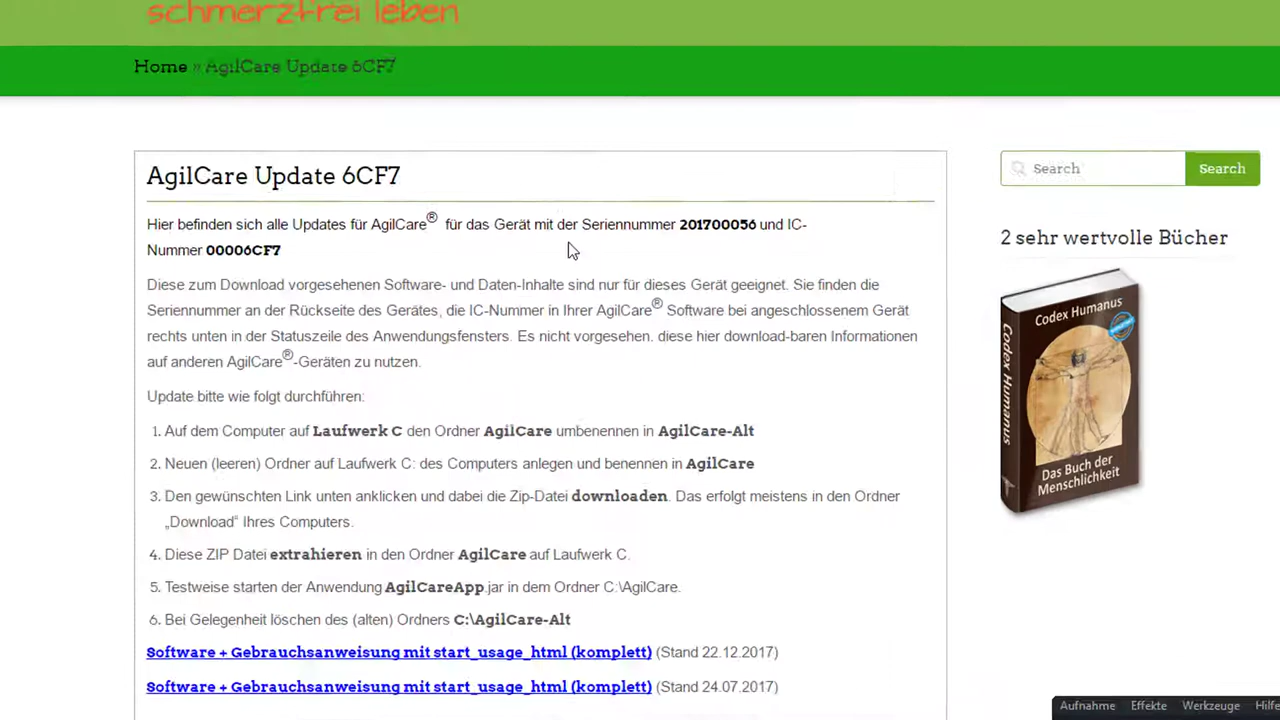 schmerzfrei leben
Home » AgilCare Update 6CF7
AgilCare Update 6CF7
Hier befinden sich alle Updates für AgilCare® für das Gerät mit der Seriennummer 201700056 und IC-
Nummer 00006CF7
Diese zum Download vorgesehenen Software- und Daten-Inhalte sind nur für dieses Gerät geeignet. Sie finden die
Seriennummer an der Rückseite des Gerätes, die IC-Nummer in Ihrer AgilCare® Software bei angeschlossenem Gerät
rechts unten in der Statuszeile des Anwendungsfensters. Es nicht vorgesehen. diese hier download-baren Informationen
auf anderen AgilCare®-Geräten zu nutzen.
Update bitte wie folgt durchführen:
1. Auf dem Computer auf Laufwerk C den Ordner AgilCare umbenennen in AgilCare-Alt
2. Neuen (leeren) Ordner auf Laufwerk C: des Computers anlegen und benennen in AgilCare
3. Den gewünschten Link unten anklicken und dabei die Zip-Datei downloaden. Das erfolgt meistens in den Ordner
„Download“ Ihres Computers.
4. Diese ZIP Datei extrahieren in den Ordner AgilCare auf Laufwerk C.
5. Testweise starten der Anwendung AgilCareApp.jar in dem Ordner C:\AgilCare.
6. Bei Gelegenheit löschen des (alten) Ordners C:\AgilCare-Alt
Software + Gebrauchsanweisung mit start_usage_html (komplett) (Stand 22.12.2017)
Software + Gebrauchsanweisung mit start_usage_html (komplett) (Stand 24.07.2017)
Search
Search
2 sehr wertvolle Bücher
Codex Humanus
Codex Humanus
Das Buch der
Menschlichkeit
Aufnahme Effekte Werkzeuge Hilfe